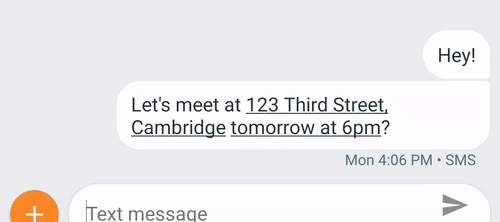 Hey!
Let's meet at 123 Third Street,
Cambridge tomorrow at 6pm?
Mon 4:06 PM • SMS
Text message